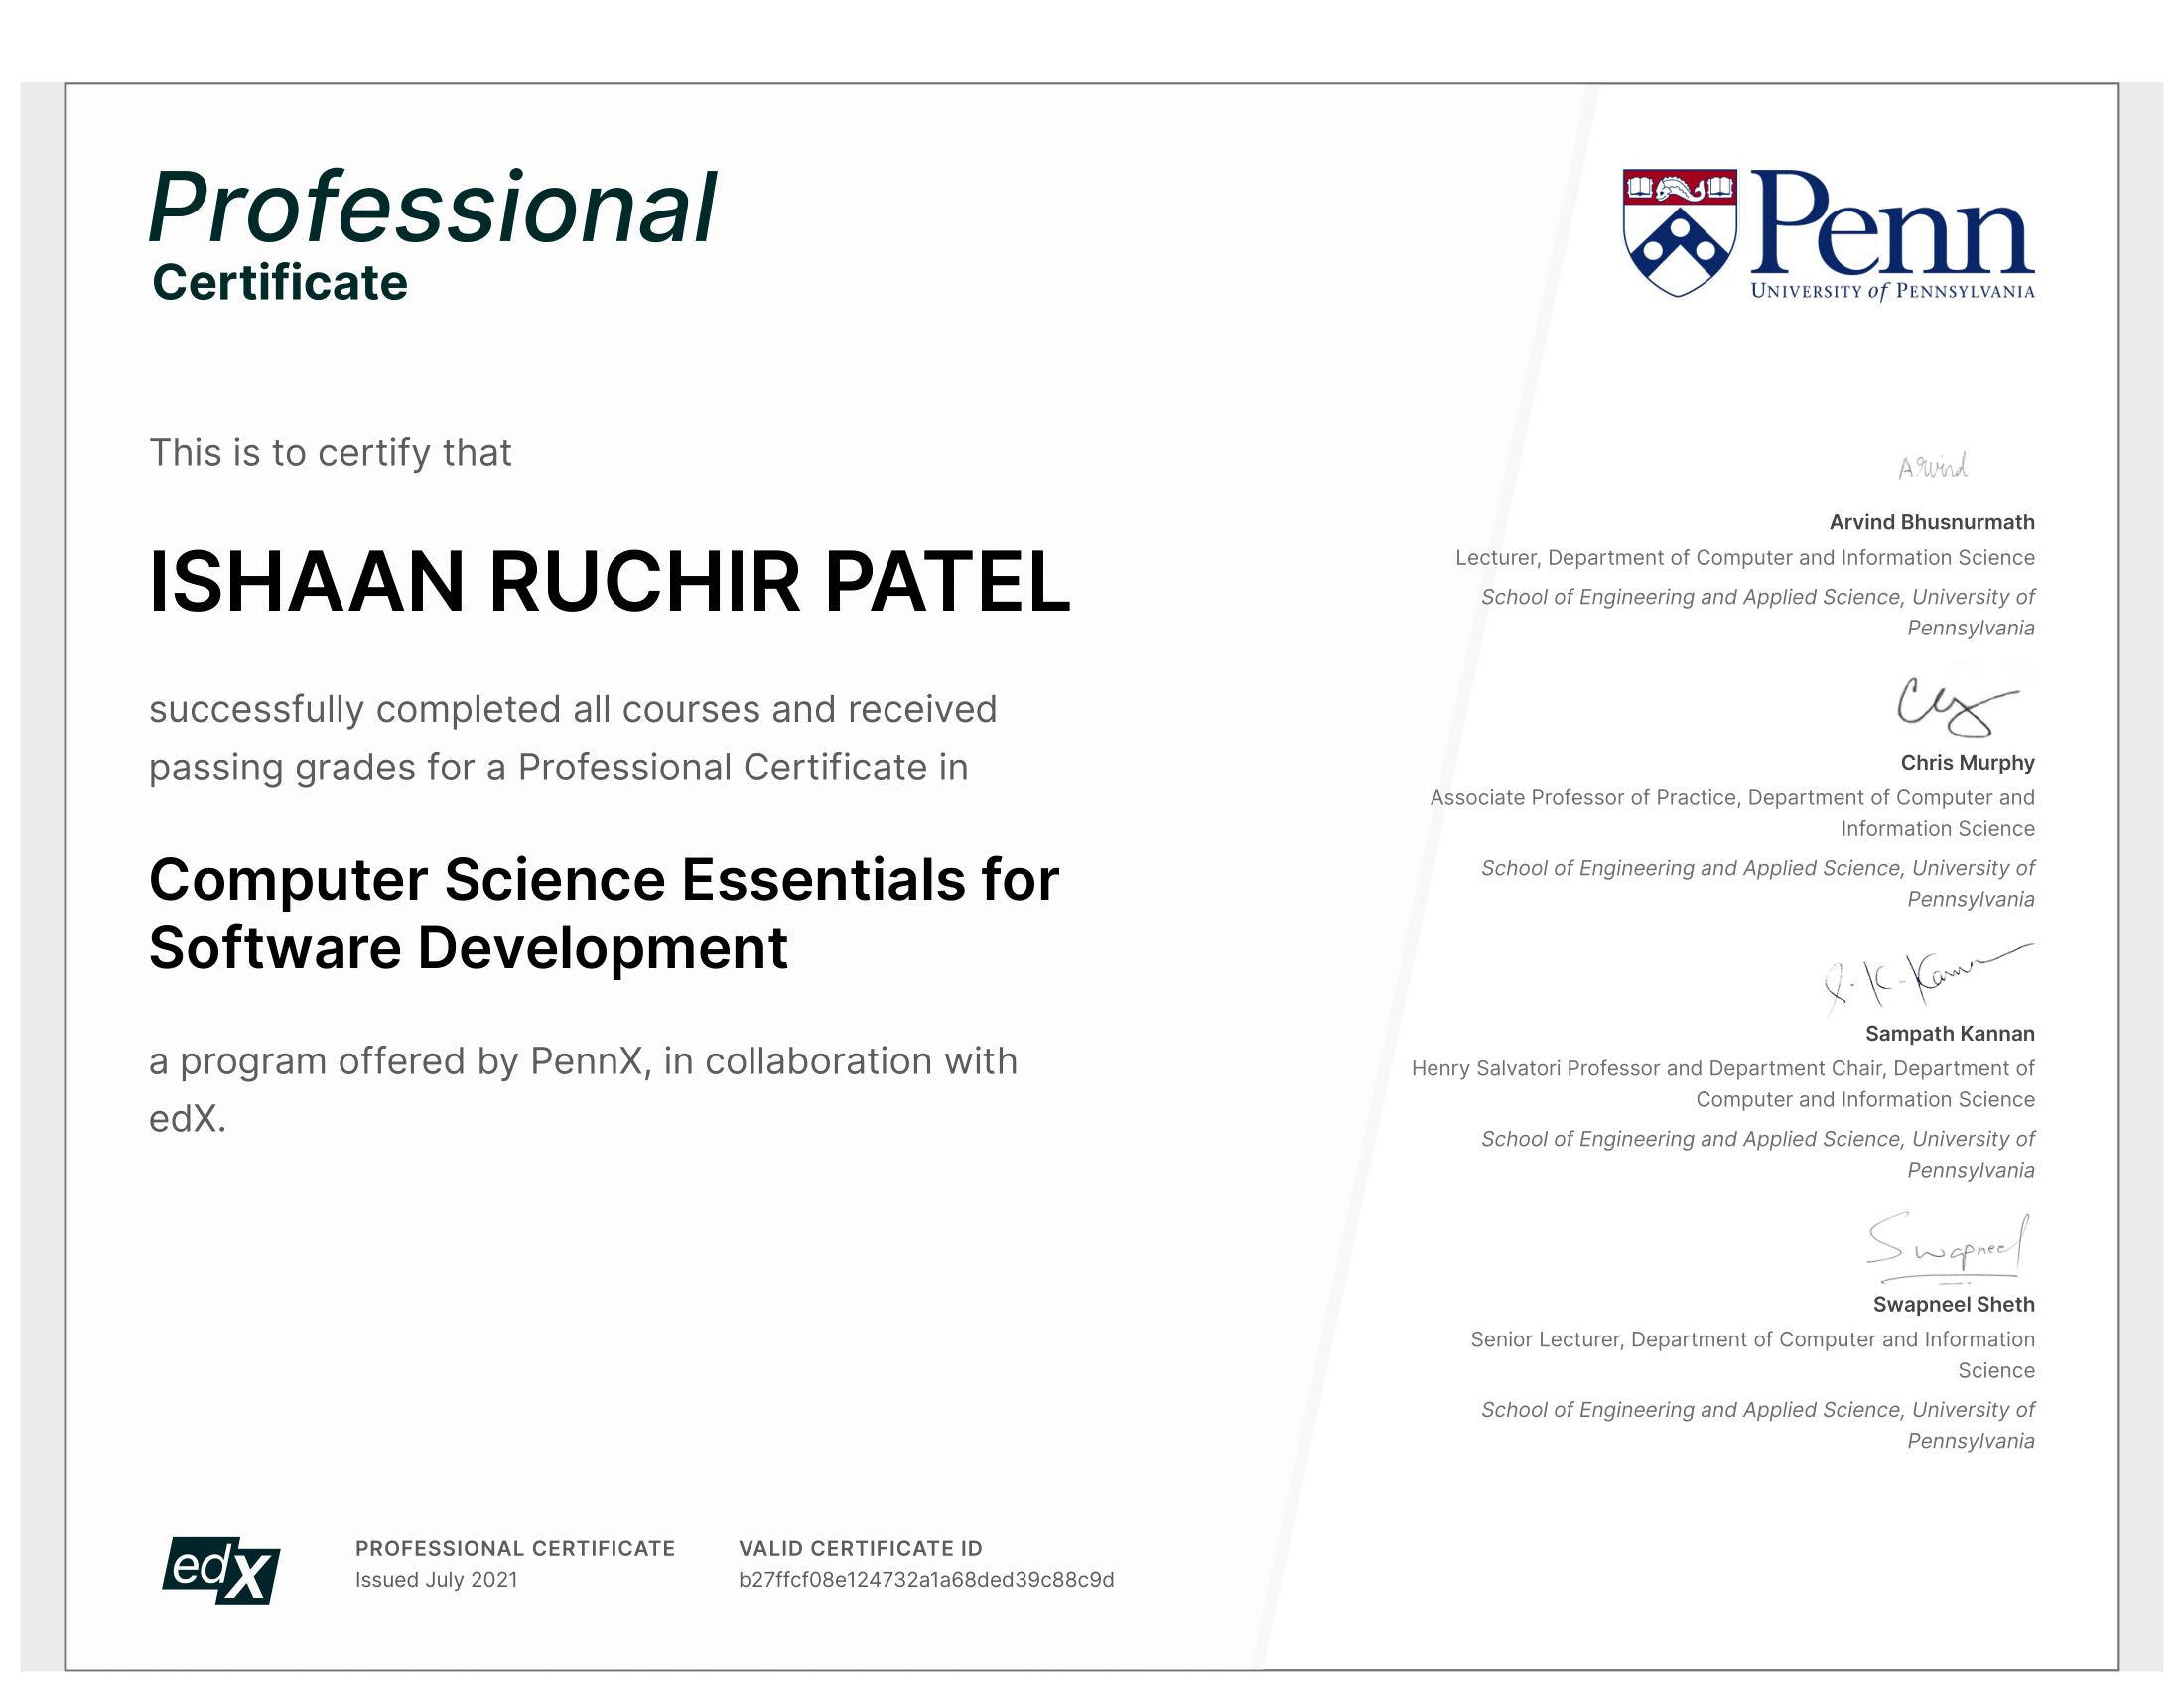 Professional
Certificate
Penn
UNIVERSITY of PENNSYLVANIA
This is to certify that
ISHAAN RUCHIR PATEL
successfully completed all courses and received
passing grades for a Professional Certificate in
Computer Science Essentials for
Software Development
a program offered by PennX, in collaboration with
edX.
Arvind
Arvind Bhusnurmath
Lecturer, Department of Computer and Information Science
School of Engineering and Applied Science, University of
Pennsylvania
Chris Murphy
Associate Professor of Practice, Department of Computer and
Information Science
School of Engineering and Applied Science, University of
Pennsylvania
Sampath Kannan
Henry Salvatori Professor and Department Chair, Department of
Computer and Information Science
School of Engineering and Applied Science, University of
Pennsylvania
Swapneel
Swapneel Sheth
Senior Lecturer, Department of Computer and Information
Science
School of Engineering and Applied Science, University of
Pennsylvania
edX
PROFESSIONAL CERTIFICATE
Issued July 2021
VALID CERTIFICATE ID
b27ffcf08e124732a1a68ded39c88c9d